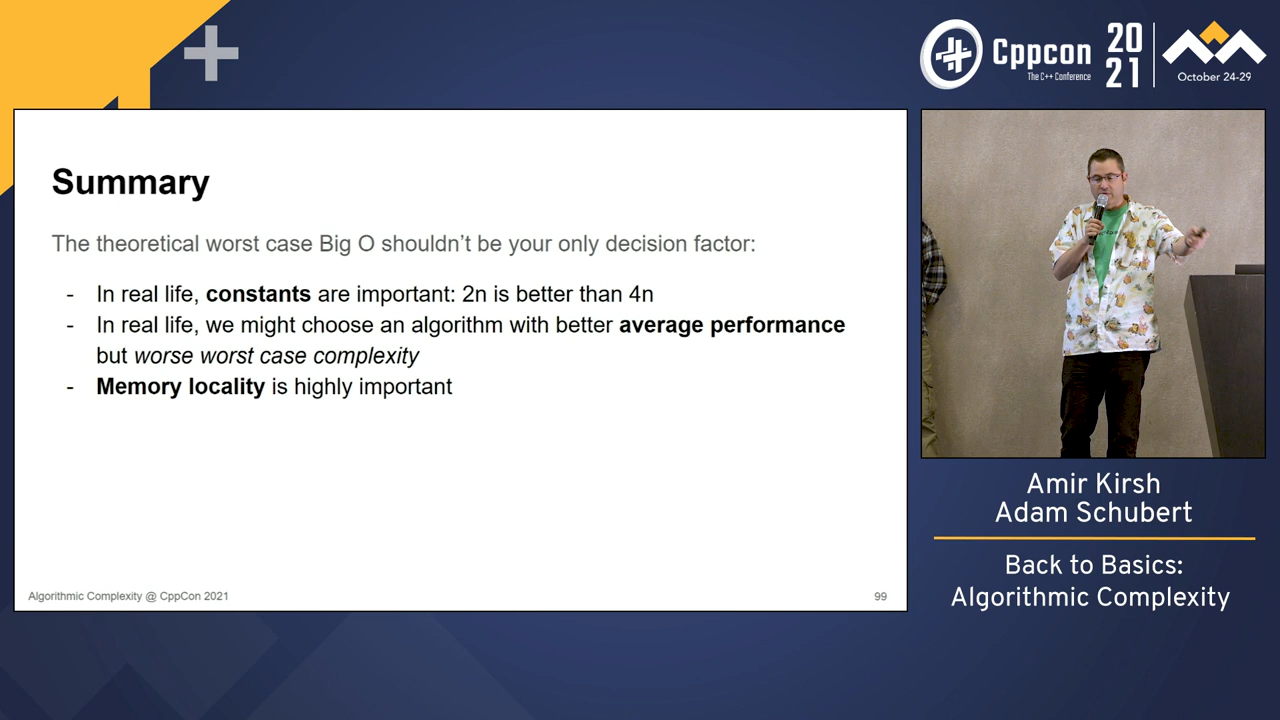 Cppcon
The C++ Conference
20
21
October 24-29
Summary
The theoretical worst case Big O shouldn't be your only decision factor:
- In real life, constants are important: 2n is better than 4n
- In real life, we might choose an algorithm with better average performance
but worse worst case complexity
- Memory locality is highly important
Algorithmic Complexity @ CppCon 2021
99
Amir Kirsh
Adam Schubert
Back to Basics:
Algorithmic Complexity